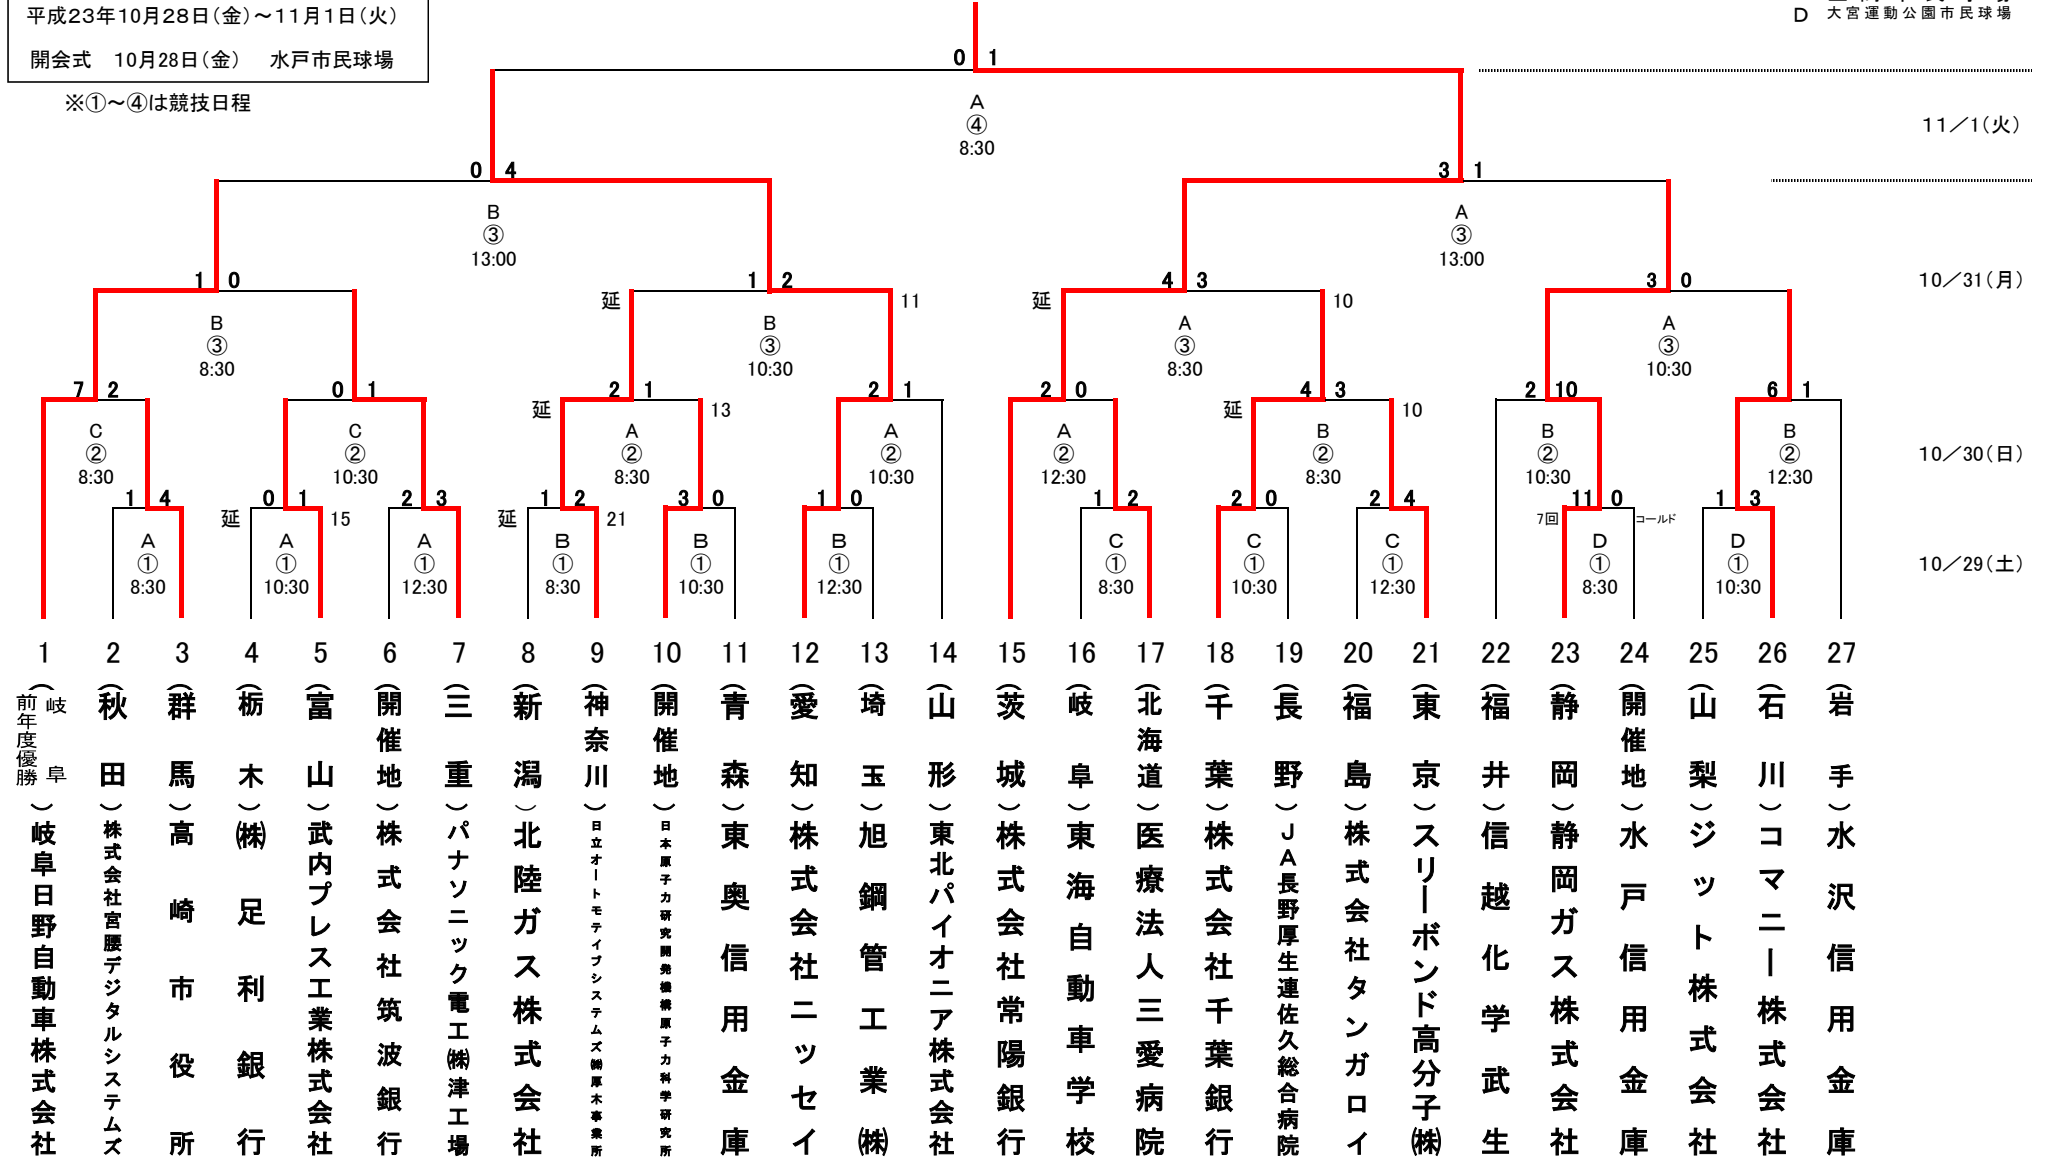 平成23年10月28日(金)～11月1日(火)
開会式　10月28日(金)　水戸市民球場
※①～④は競技日程
D 大宮運動公園市民球場
0 1
A
④
8:30
11／1(火)
0 4
3 1
B
③
13:00
A
③
13:00
10／31(月)
1 0
延 1 2 11
延 4 3 10
3 0
B
③
8:30
B
③
10:30
A
③
8:30
A
③
10:30
7 2
0 1
延 2 1 13
2 1
2 0
延 4 3 10
2 10
6 1
C
②
8:30
C
②
10:30
A
②
8:30
A
②
10:30
A
②
12:30
B
②
8:30
B
②
10:30
B
②
12:30
10／30(日)
1 4
延 0 1 15
2 3
延 1 2 21
3 0
1 0
1 2
2 0
2 4
7回 11 0 コールド
1 3
A
①
8:30
A
①
10:30
A
①
12:30
B
①
8:30
B
①
10:30
B
①
12:30
C
①
8:30
C
①
10:30
C
①
12:30
D
①
8:30
D
①
10:30
10／29(土)
1 (前年度優勝 岐阜) 岐阜日野自動車株式会社
2 (秋田) 株式会社宮腰デジタルシステムズ
3 (群馬) 高崎市役所
4 (栃木) ㈱足利銀行
5 (富山) 武内プレス工業株式会社
6 (開催地) 株式会社筑波銀行
7 (三重) パナソニック電工㈱津工場
8 (新潟) 北陸ガス株式会社
9 (神奈川) 日立オートモテイブシステムズ㈱厚木事業所
10 (開催地) 日本原子力研究開発機構原子力科学研究所
11 (青森) 東奥信用金庫
12 (愛知) 株式会社ニッセイ
13 (埼玉) 旭鋼管工業㈱
14 (山形) 東北パイオニア株式会社
15 (茨城) 株式会社常陽銀行
16 (岐阜) 東海自動車学校
17 (北海道) 医療法人三愛病院
18 (千葉) 株式会社千葉銀行
19 (長野) JA長野厚生連佐久総合病院
20 (福島) 株式会社タンガロイ
21 (東京) スリーボンド高分子㈱
22 (福井) 信越化学武生
23 (静岡) 静岡ガス株式会社
24 (開催地) 水戸信用金庫
25 (山梨) ジット株式会社
26 (石川) コマニー株式会社
27 (岩手) 水沢信用金庫